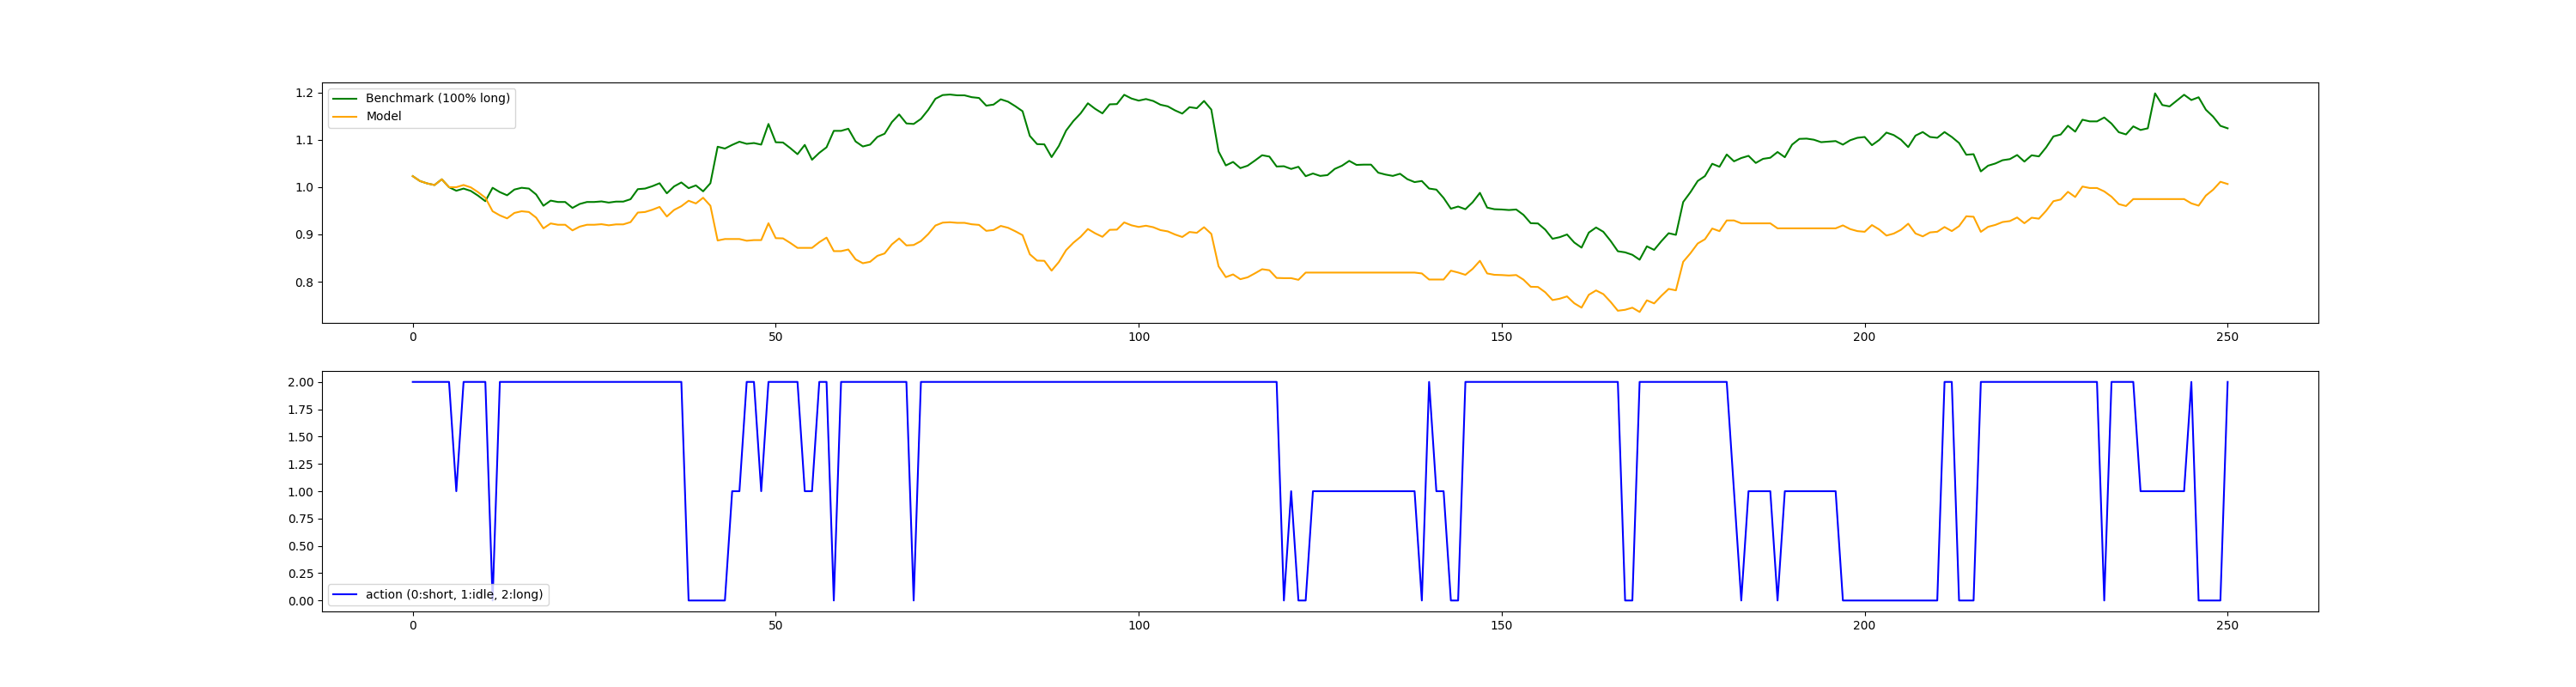 Benchmark (100% long)
Model
1.2
1.1
1.0
0.9
0.8
0 50 100 150 200 250
2.00
1.75
1.50
1.25
1.00
0.75
0.50
0.25
0.00
action (0:short, 1:idle, 2:long)
0 50 100 150 200 250